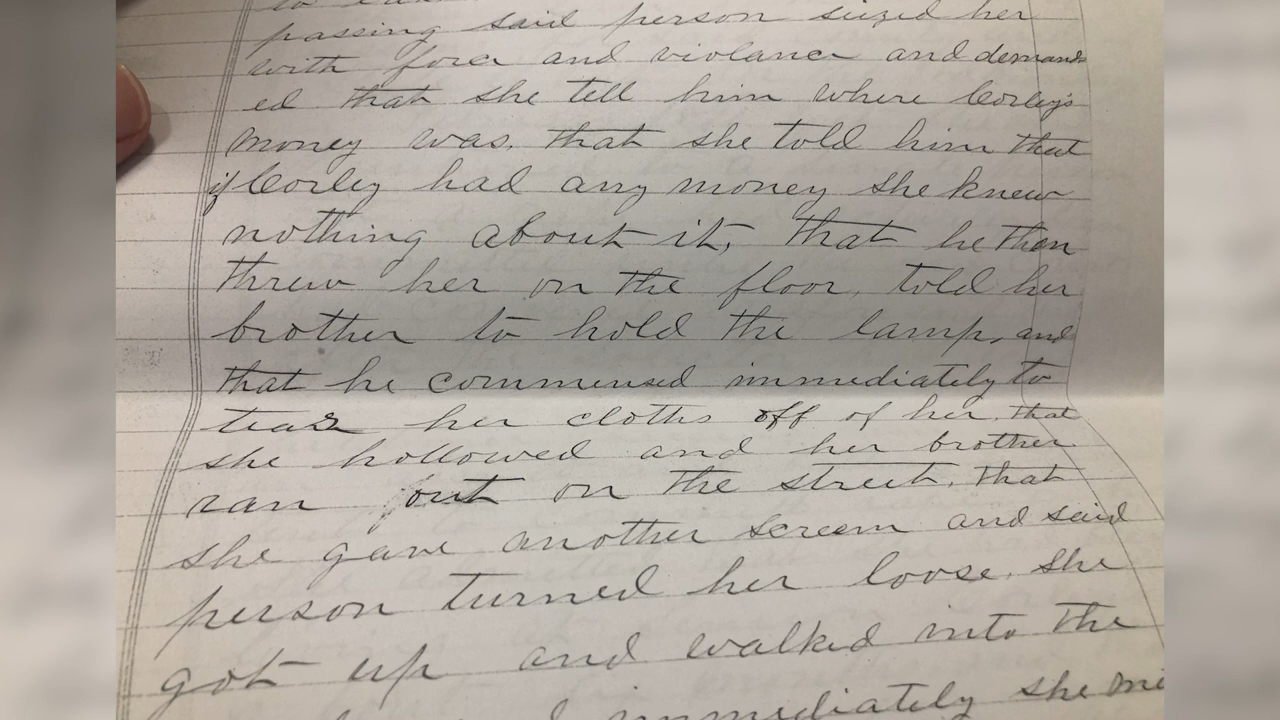 passing said person seized her
with force and violance and demand
ed that she tell him where Corley's
money was, that she told him that
if Corley had any money she knew
nothing about it, that he then
threw her on the floor, told her
brother to hold the lamp, and
that he commensed immediately to
tear her cloths off of her, that
she hollowed and her brother
ran out on the street, that
she gave another screem and said
person turned her loose, she
got up and walked into the
immediately she